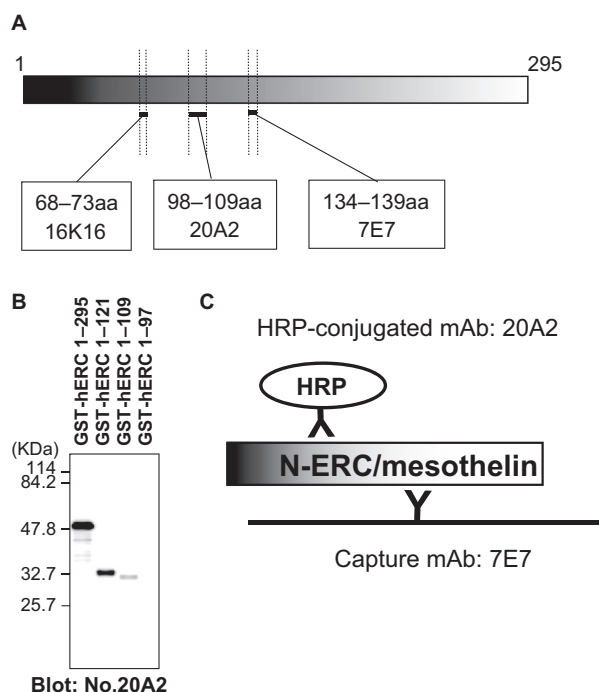 A
1
295
68–73aa
16K16
98–109aa
20A2
134–139aa
7E7
B
GST-hERC 1–295
GST-hERC 1–121
GST-hERC 1–109
GST-hERC 1–97
(KDa)
114
84.2
47.8
32.7
25.7
Blot: No.20A2
C
HRP-conjugated mAb: 20A2
HRP
N-ERC/mesothelin
Capture mAb: 7E7